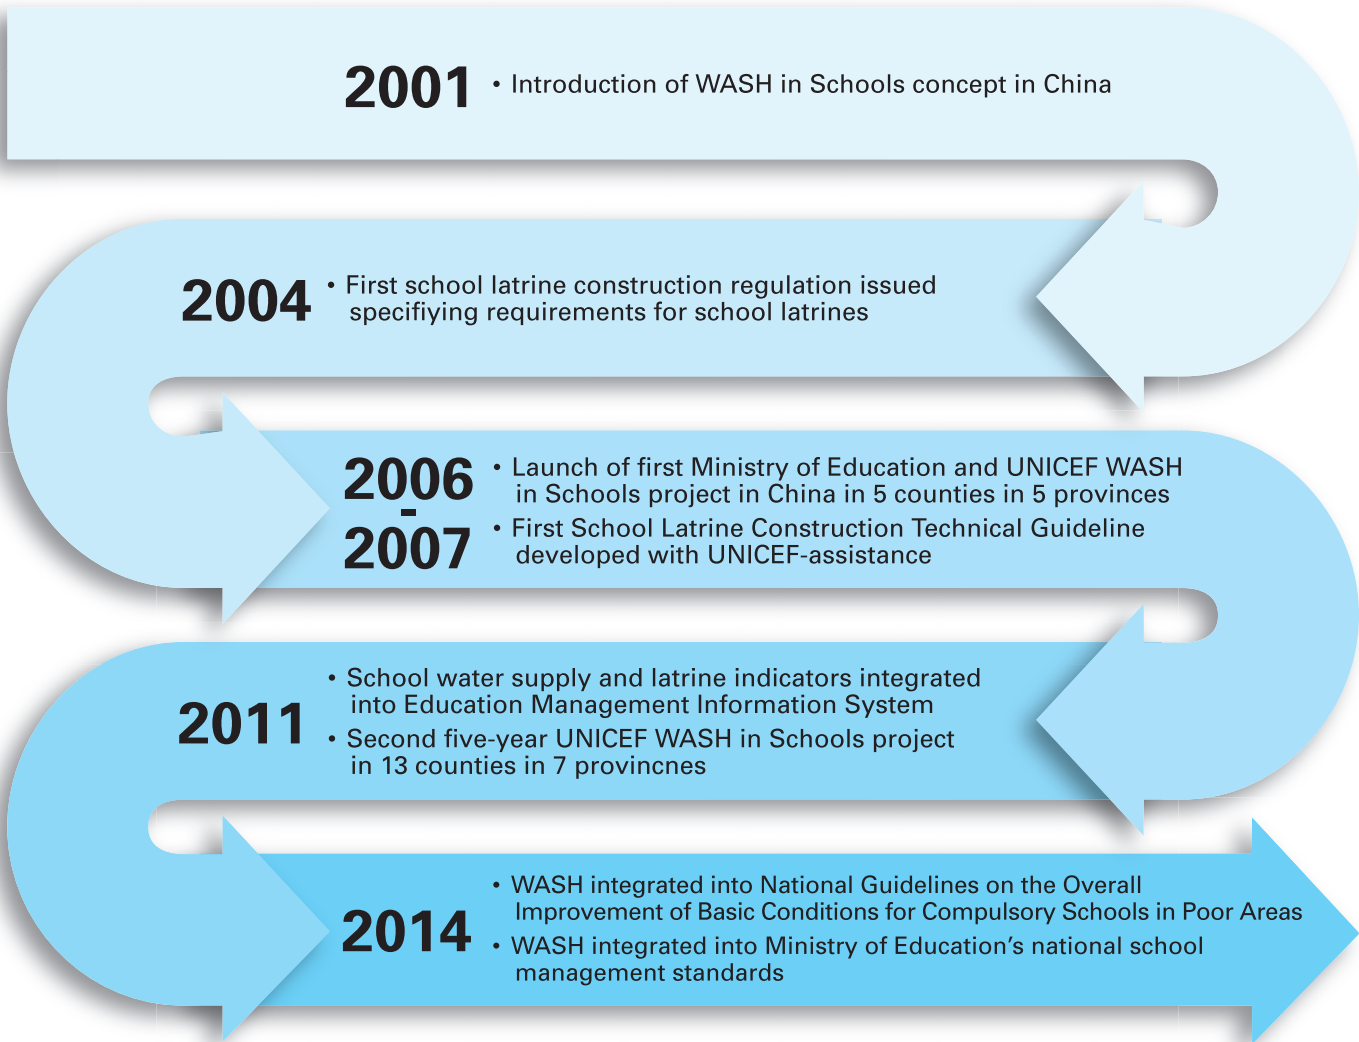 2001
• Introduction of WASH in Schools concept in China
2004
• First school latrine construction regulation issued
specifiying requirements for school latrines
2006
-
2007
• Launch of first Ministry of Education and UNICEF WASH
in Schools project in China in 5 counties in 5 provinces
• First School Latrine Construction Technical Guideline
developed with UNICEF-assistance
2011
• School water supply and latrine indicators integrated
into Education Management Information System
• Second five-year UNICEF WASH in Schools project
in 13 counties in 7 provincnes
2014
• WASH integrated into National Guidelines on the Overall
Improvement of Basic Conditions for Compulsory Schools in Poor Areas
• WASH integrated into Ministry of Education’s national school
management standards